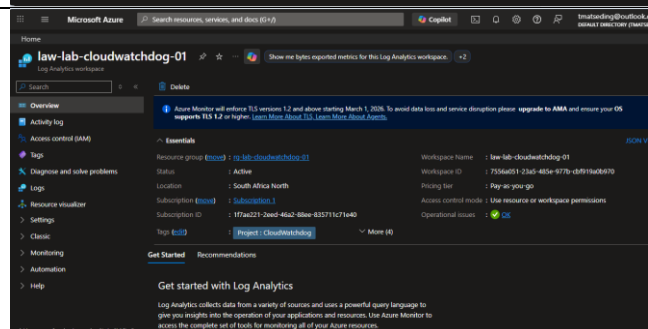 Microsoft Azure
Search resources, services, and docs (G+/)
Copilot
tmatseding@outlook.c
DEFAULT DIRECTORY (TMATS
Home
law-lab-cloudwatchdog-01
Show me bytes exported metrics for this Log Analytics workspace.
+2
Log Analytics workspace
Search
Delete
Overview
Activity log
Access control (IAM)
Tags
Diagnose and solve problems
Logs
Resource visualizer
Settings
Classic
Monitoring
Automation
Help
Azure Monitor will enforce TLS versions 1.2 and above starting March 1, 2026. To avoid data loss and service disruption please upgrade to AMA and ensure your OS
supports TLS 1.2 or higher. Learn More About TLS, Learn More About Agents.
Essentials
JSON V
Resource group (move) : rg-lab-cloudwatchdog-01
Status : Active
Location : South Africa North
Subscription (move) : Subscription 1
Subscription ID : 1f7ae221-2eed-46a2-88ee-835711c71e40
Tags (edit) : Project : CloudWatchdog
More (4)
Workspace Name : law-lab-cloudwatchdog-01
Workspace ID : 7556a051-23a5-485e-977b-cbf919a0b970
Pricing tier : Pay-as-you-go
Access control mode : Use resource or workspace permissions
Operational issues : OK
Get Started Recommendations
Get started with Log Analytics
Log Analytics collects data from a variety of sources and uses a powerful query language to
give you insights into the operation of your applications and resources. Use Azure Monitor to
access the complete set of tools for monitoring all of your Azure resources.